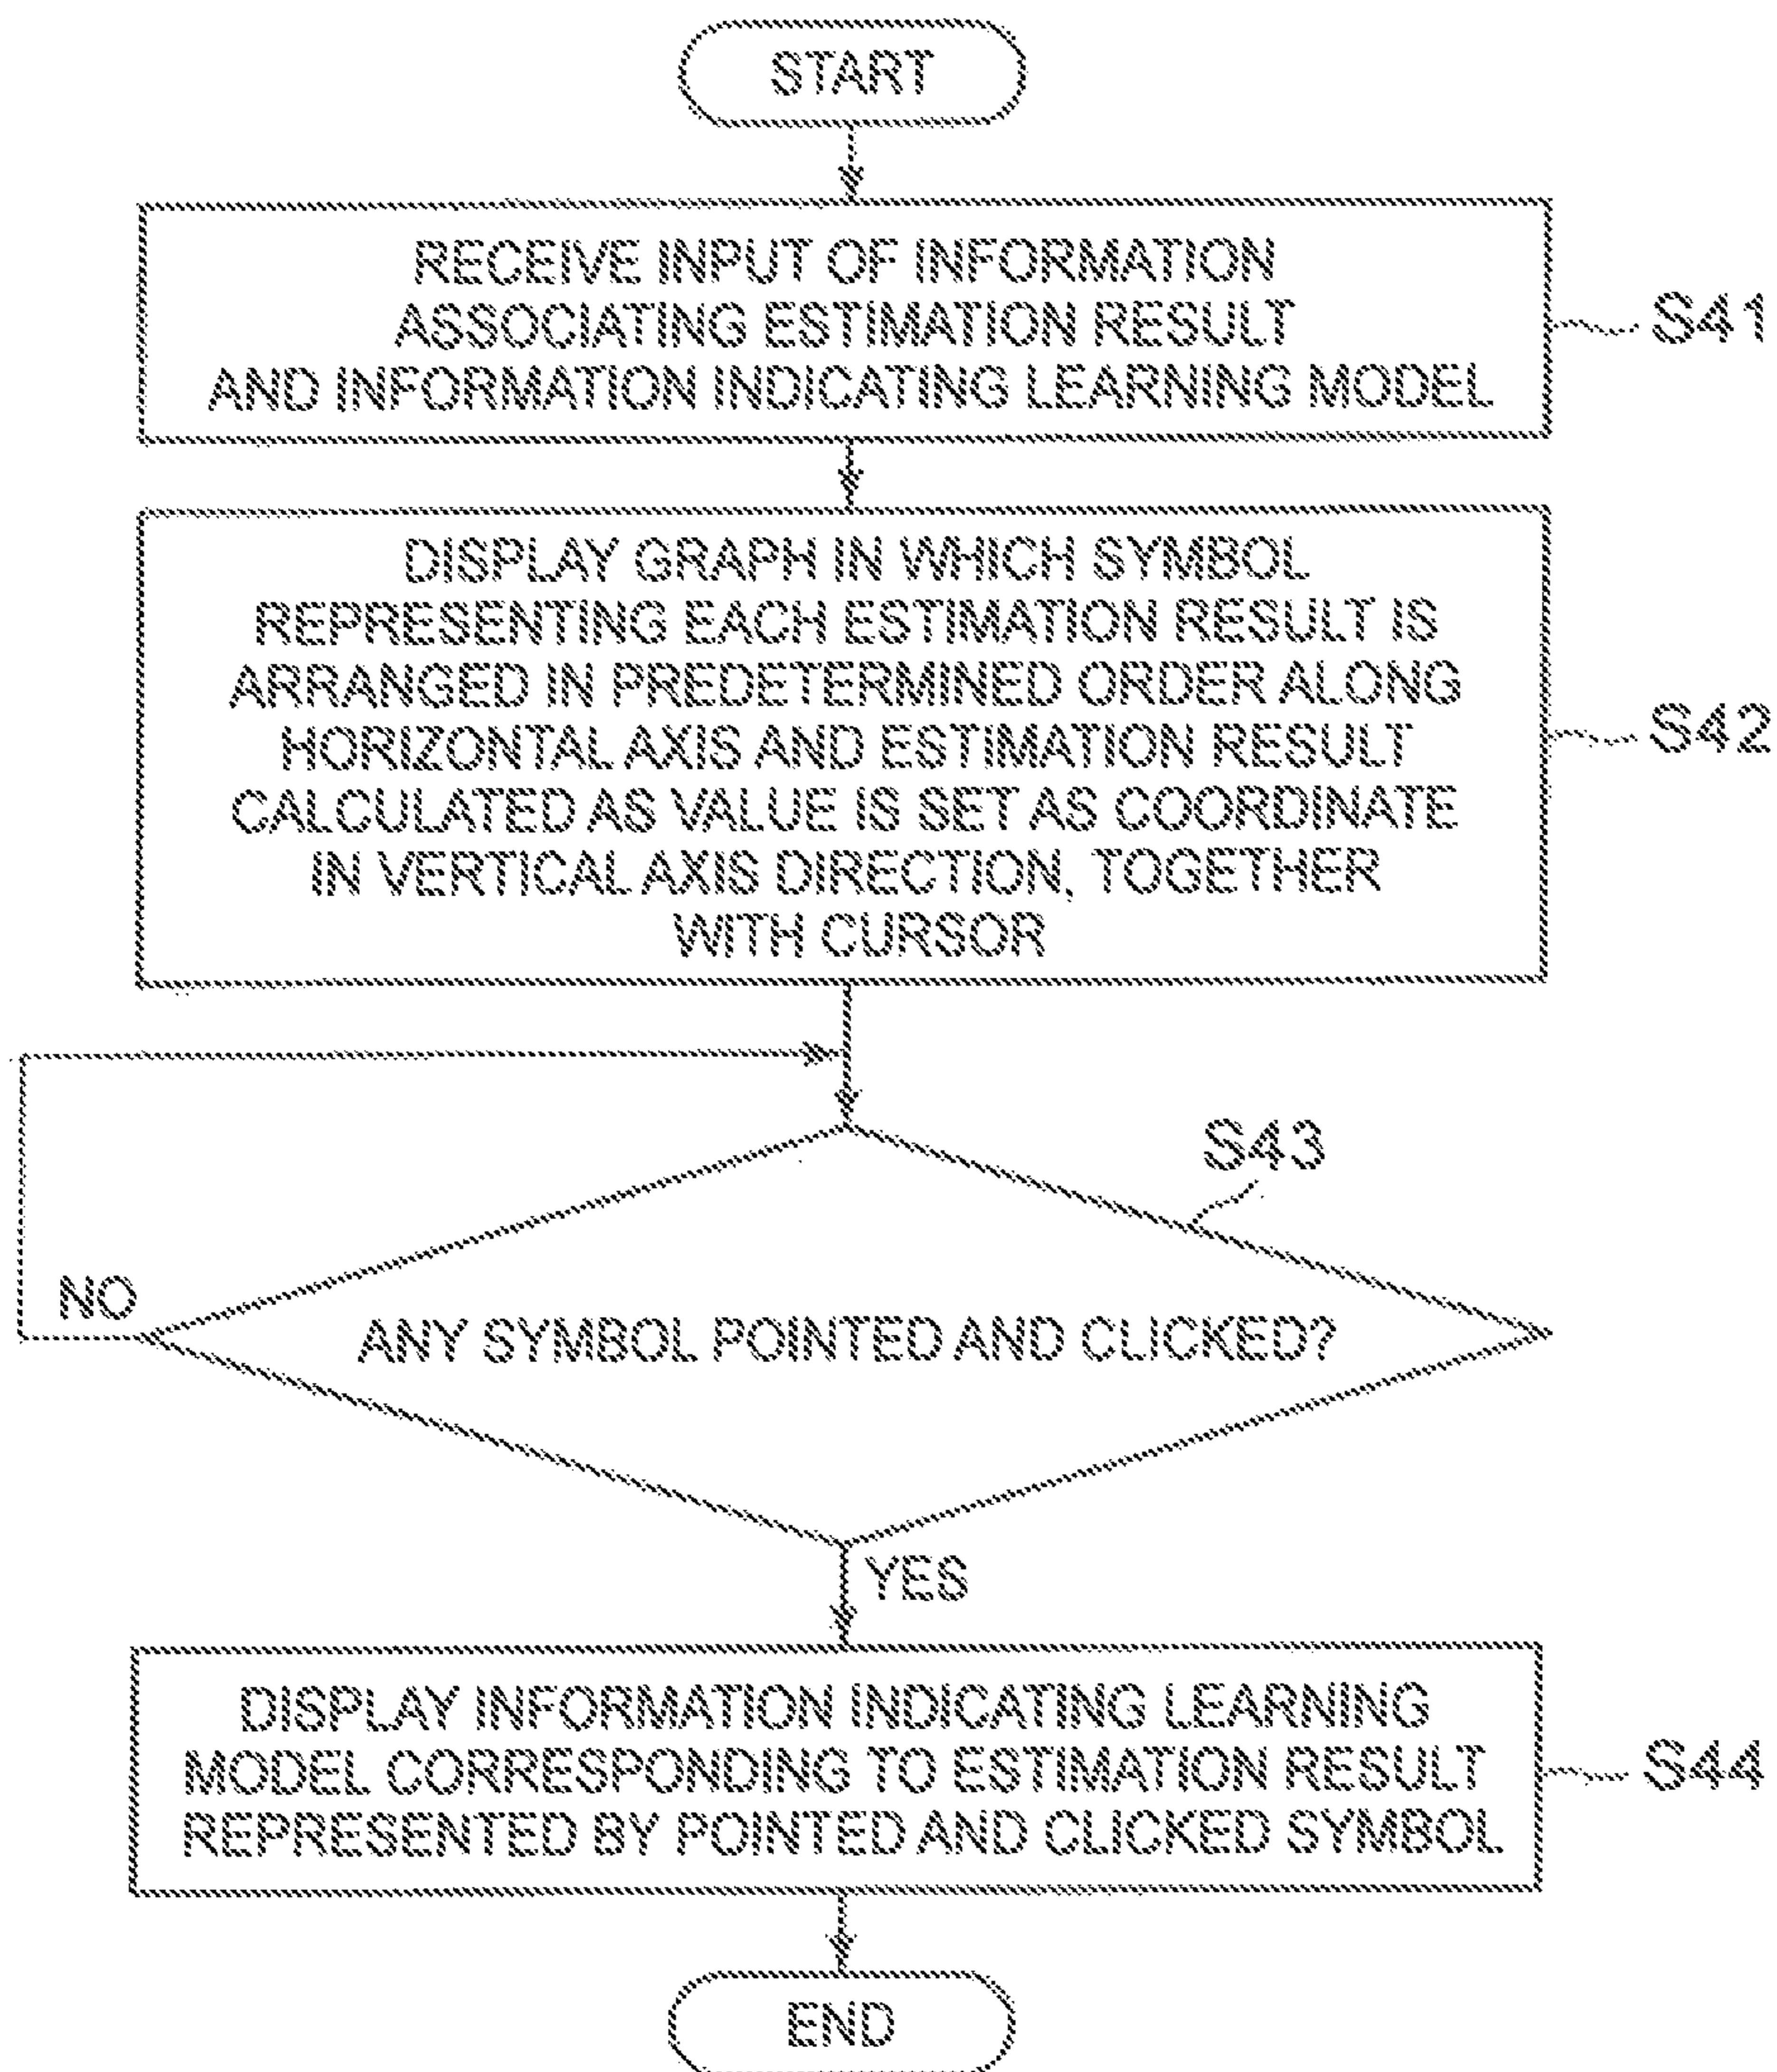 START
RECEIVE INPUT OF INFORMATION
ASSOCIATING ESTIMATION RESULT
AND INFORMATION INDICATING LEARNING MODEL
S41
DISPLAY GRAPH IN WHICH SYMBOL
REPRESENTING EACH ESTIMATION RESULT IS
ARRANGED IN PREDETERMINED ORDER ALONG
HORIZONTAL AXIS AND ESTIMATION RESULT
CALCULATED AS VALUE IS SET AS COORDINATE
IN VERTICAL AXIS DIRECTION, TOGETHER
WITH CURSOR
S42
S43
NO
ANY SYMBOL POINTED AND CLICKED?
YES
DISPLAY INFORMATION INDICATING LEARNING
MODEL CORRESPONDING TO ESTIMATION RESULT
REPRESENTED BY POINTED AND CLICKED SYMBOL
S44
END